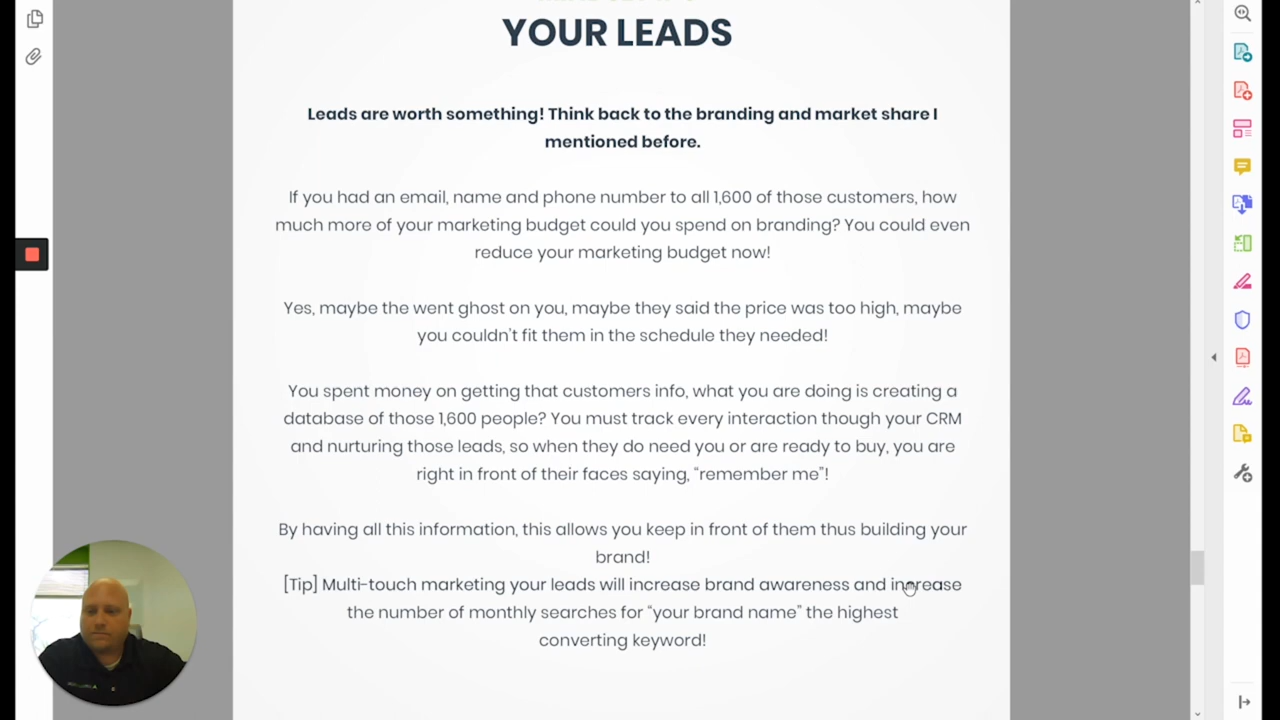 YOUR LEADS
Leads are worth something! Think back to the branding and market share I
mentioned before.
If you had an email, name and phone number to all 1,600 of those customers, how
much more of your marketing budget could you spend on branding? You could even
reduce your marketing budget now!
Yes, maybe the went ghost on you, maybe they said the price was too high, maybe
you couldn't fit them in the schedule they needed!
You spent money on getting that customers info, what you are doing is creating a
database of those 1,600 people? You must track every interaction though your CRM
and nurturing those leads, so when they do need you or are ready to buy, you are
right in front of their faces saying, “remember me”!
By having all this information, this allows you keep in front of them thus building your
brand!
[Tip] Multi-touch marketing your leads will increase brand awareness and increase
the number of monthly searches for “your brand name” the highest
converting keyword!